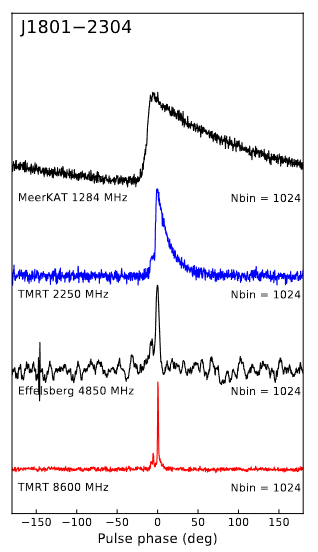 J1801−2304
MeerKAT 1284 MHz Nbin = 1024
TMRT 2250 MHz Nbin = 1024
Effelsberg 4850 MHz Nbin = 1024
TMRT 8600 MHz Nbin = 1024
−150 −100 −50 0 50 100 150
Pulse phase (deg)